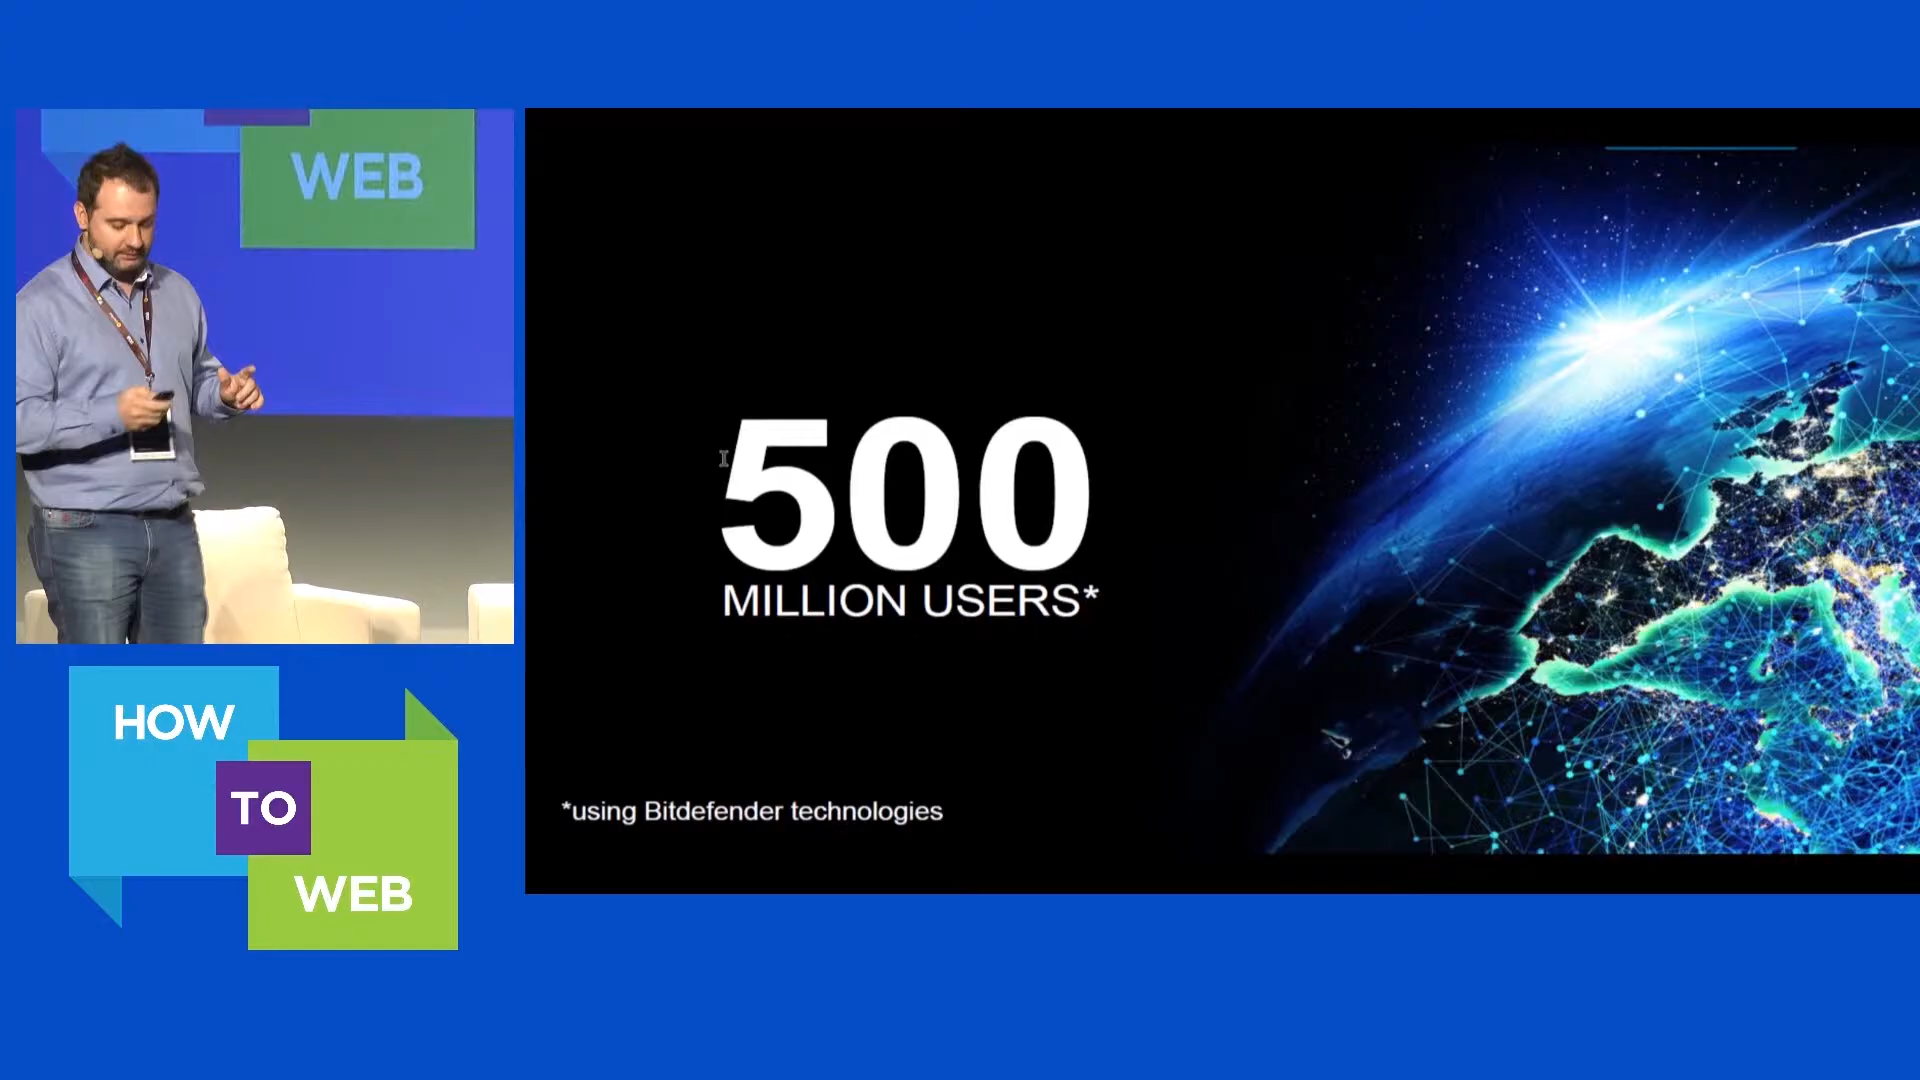 WEB
HOW
TO
WEB
500
MILLION USERS*
*using Bitdefender technologies